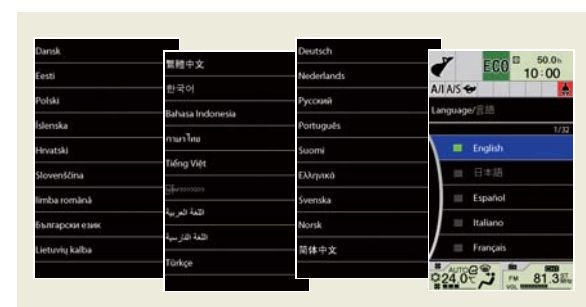 Dansk
Eesti
Polski
Íslenska
Hrvatski
Slovenščina
limba română
български език
Lietuvių kalba
繁體中文
한국어
Bahasa Indonesia
ภาษาไทย
Tiếng Việt
اللغة العربية
اللغة الفارسية
Türkçe
Deutsch
Nederlands
Русский
Português
Suomi
Ελληνικά
Svenska
Norsk
简体中文
ECO 50.0h
10:00
A/I A/S
Language/言語
1/32
English
日本語
Español
Italiano
Français
AUTO
24.0℃ FM 81.3
VOL